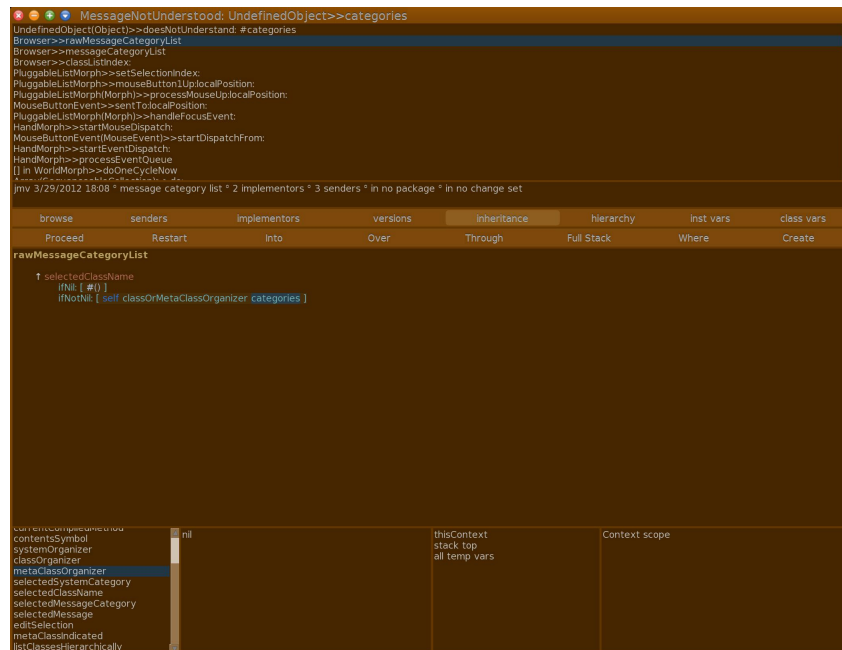 MessageNotUnderstood: UndefinedObject>>categories
UndefinedObject(Object)>>doesNotUnderstand: #categories
Browser>>rawMessageCategoryList
Browser>>messageCategoryList
Browser>>classListIndex:
PluggableListMorph>>setSelectionIndex:
PluggableListMorph>>mouseButton1Up:localPosition:
PluggableListMorph(Morph)>>processMouseUp:localPosition:
MouseButtonEvent>>sentTo:localPosition:
PluggableListMorph>>handleFocusEvent:
HandMorph>>startMouseDispatch:
MouseButtonEvent(MouseEvent)>>startDispatchFrom:
HandMorph>>startEventDispatch:
HandMorph>>processEventQueue
[] in WorldMorph>>doOneCycleNow
Array(SequenceableCollection)>>do:
jmv 3/29/2012 18:08 ° message category list ° 2 implementors ° 3 senders ° in no package ° in no change set
browse senders implementors versions inheritance hierarchy inst vars class vars
Proceed Restart Into Over Through Full Stack Where Create
rawMessageCategoryList
↑ selectedClassName
ifNil: [ #() ]
ifNotNil: [ self classOrMetaClassOrganizer categories ]
currentCompiledMethod
contentsSymbol
systemOrganizer
classOrganizer
metaClassOrganizer
selectedSystemCategory
selectedClassName
selectedMessageCategory
selectedMessage
editSelection
metaClassIndicated
listClassesHierarchically
nil
thisContext
stack top
all temp vars
Context scope